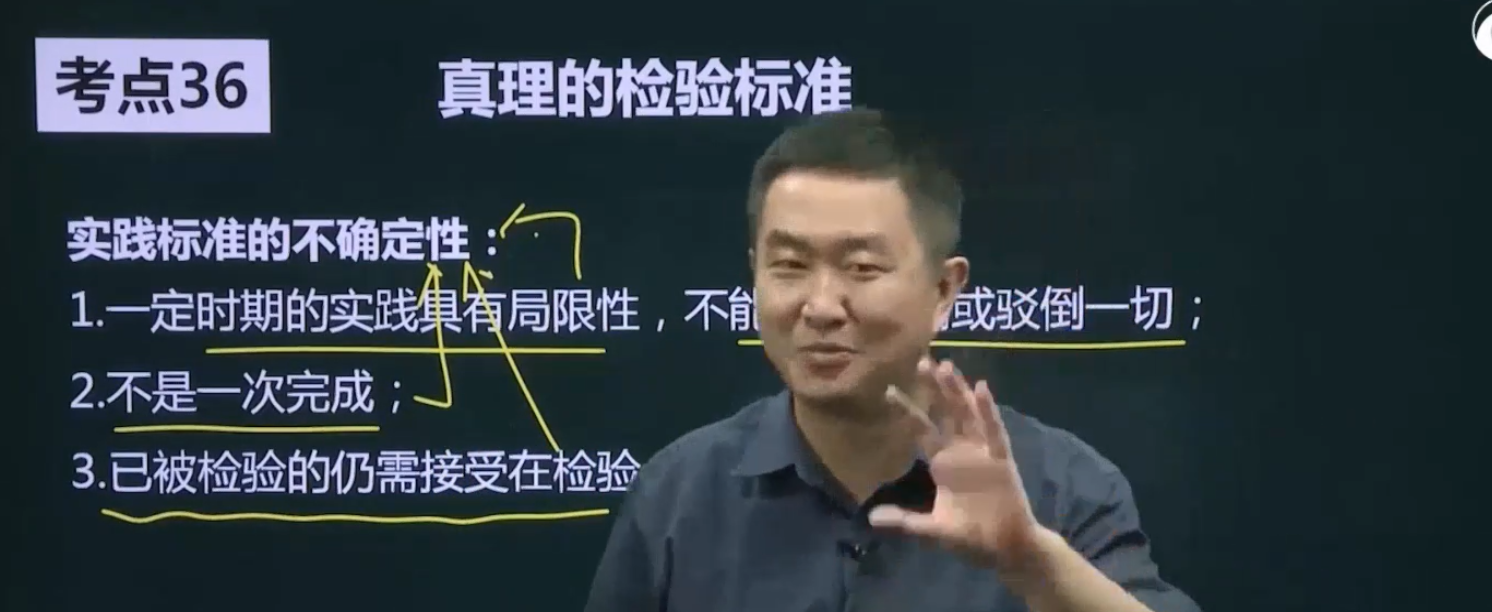 考点36
真理的检验标准
实践标准的不确定性：
1.一定时期的实践具有局限性，不能 或驳倒一切；
2.不是一次完成；
3.已被检验的仍需接受在检验